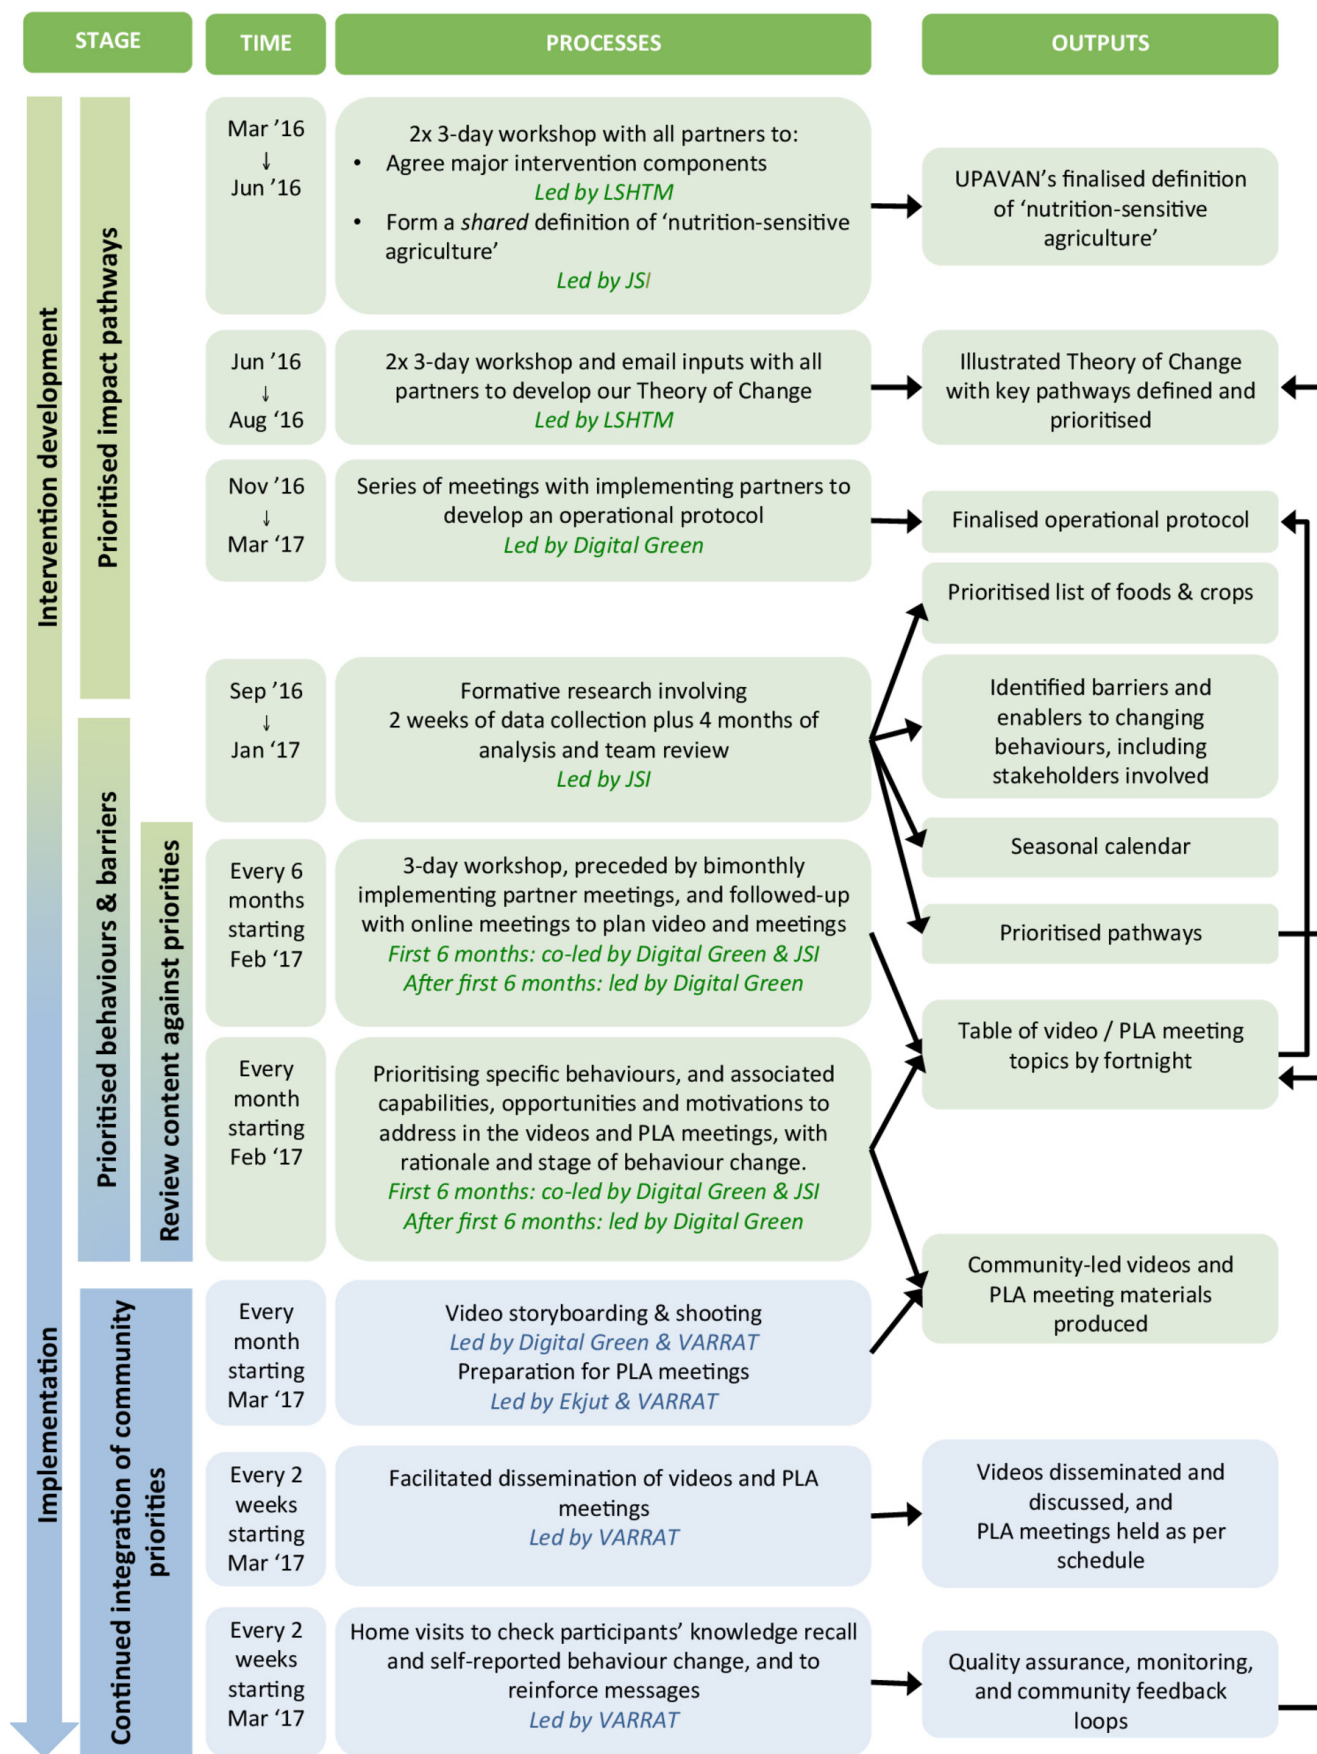 STAGE
TIME
PROCESSES
OUTPUTS
Intervention development
Implementation
Prioritised impact pathways
Prioritised behaviours & barriers
Review content against priorities
Continued integration of community
priorities
Mar ’16
↓
Jun ’16
2x 3-day workshop with all partners to:
• Agree major intervention components
Led by LSHTM
• Form a shared definition of ‘nutrition-sensitive
agriculture’
Led by JSI
UPAVAN’s finalised definition
of ‘nutrition-sensitive
agriculture’
Jun ’16
↓
Aug ‘16
2x 3-day workshop and email inputs with all
partners to develop our Theory of Change
Led by LSHTM
Illustrated Theory of Change
with key pathways defined and
prioritised
Nov ’16
↓
Mar ’17
Series of meetings with implementing partners to
develop an operational protocol
Led by Digital Green
Finalised operational protocol
Sep ’16
↓
Jan ‘17
Formative research involving
2 weeks of data collection plus 4 months of
analysis and team review
Led by JSI
Prioritised list of foods & crops
Identified barriers and
enablers to changing
behaviours, including
stakeholders involved
Seasonal calendar
Prioritised pathways
Every 6
months
starting
Feb ‘17
3-day workshop, preceded by bimonthly
implementing partner meetings, and followed-up
with online meetings to plan video and meetings
First 6 months: co-led by Digital Green & JSI
After first 6 months: led by Digital Green
Table of video / PLA meeting
topics by fortnight
Every
month
starting
Feb ‘17
Prioritising specific behaviours, and associated
capabilities, opportunities and motivations to
address in the videos and PLA meetings, with
rationale and stage of behaviour change.
First 6 months: co-led by Digital Green & JSI
After first 6 months: led by Digital Green
Community-led videos and
PLA meeting materials
produced
Every
month
starting
Mar ‘17
Video storyboarding & shooting
Led by Digital Green & VARRAT
Preparation for PLA meetings
Led by Ekjut & VARRAT
Every 2
weeks
starting
Mar ‘17
Facilitated dissemination of videos and PLA
meetings
Led by VARRAT
Videos disseminated and
discussed, and
PLA meetings held as per
schedule
Every 2
weeks
starting
Mar ‘17
Home visits to check participants’ knowledge recall
and self-reported behaviour change, and to
reinforce messages
Led by VARRAT
Quality assurance, monitoring,
and community feedback
loops